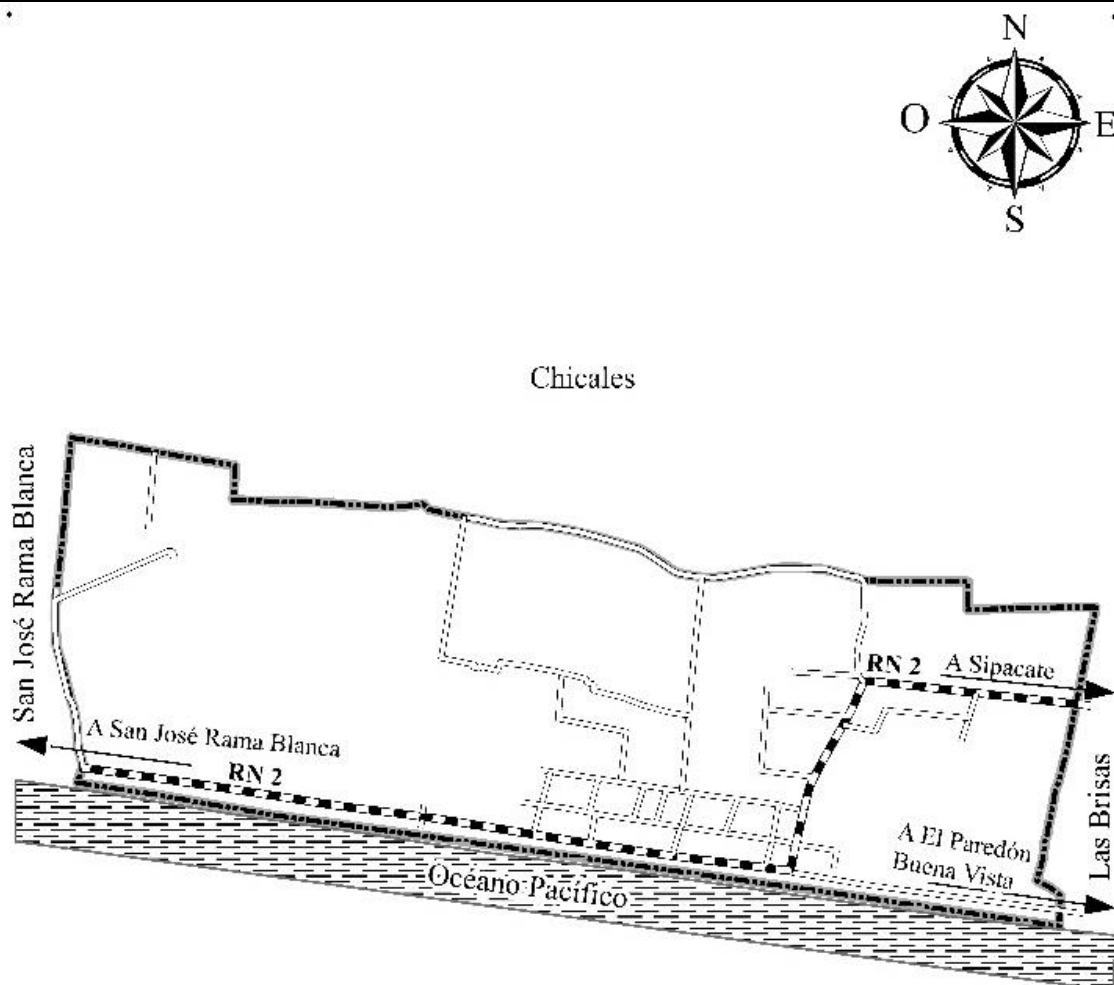 N
O
E
S
Chicales
San José Rama Blanca
RN 2
A Sipacate
A San José Rama Blanca
RN 2
A El Paredón
Buena Vista
Las Brisas
Océano Pacífico